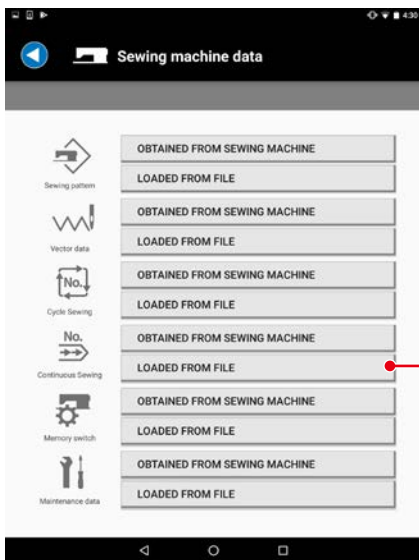 4:30
Sewing machine data
OBTAINED FROM SEWING MACHINE
LOADED FROM FILE
Sewing pattern
OBTAINED FROM SEWING MACHINE
LOADED FROM FILE
Vector data
OBTAINED FROM SEWING MACHINE
No.
LOADED FROM FILE
Cycle Sewing
No.
OBTAINED FROM SEWING MACHINE
LOADED FROM FILE
Continuous Sewing
OBTAINED FROM SEWING MACHINE
LOADED FROM FILE
Memory switch
OBTAINED FROM SEWING MACHINE
LOADED FROM FILE
Maintenance data